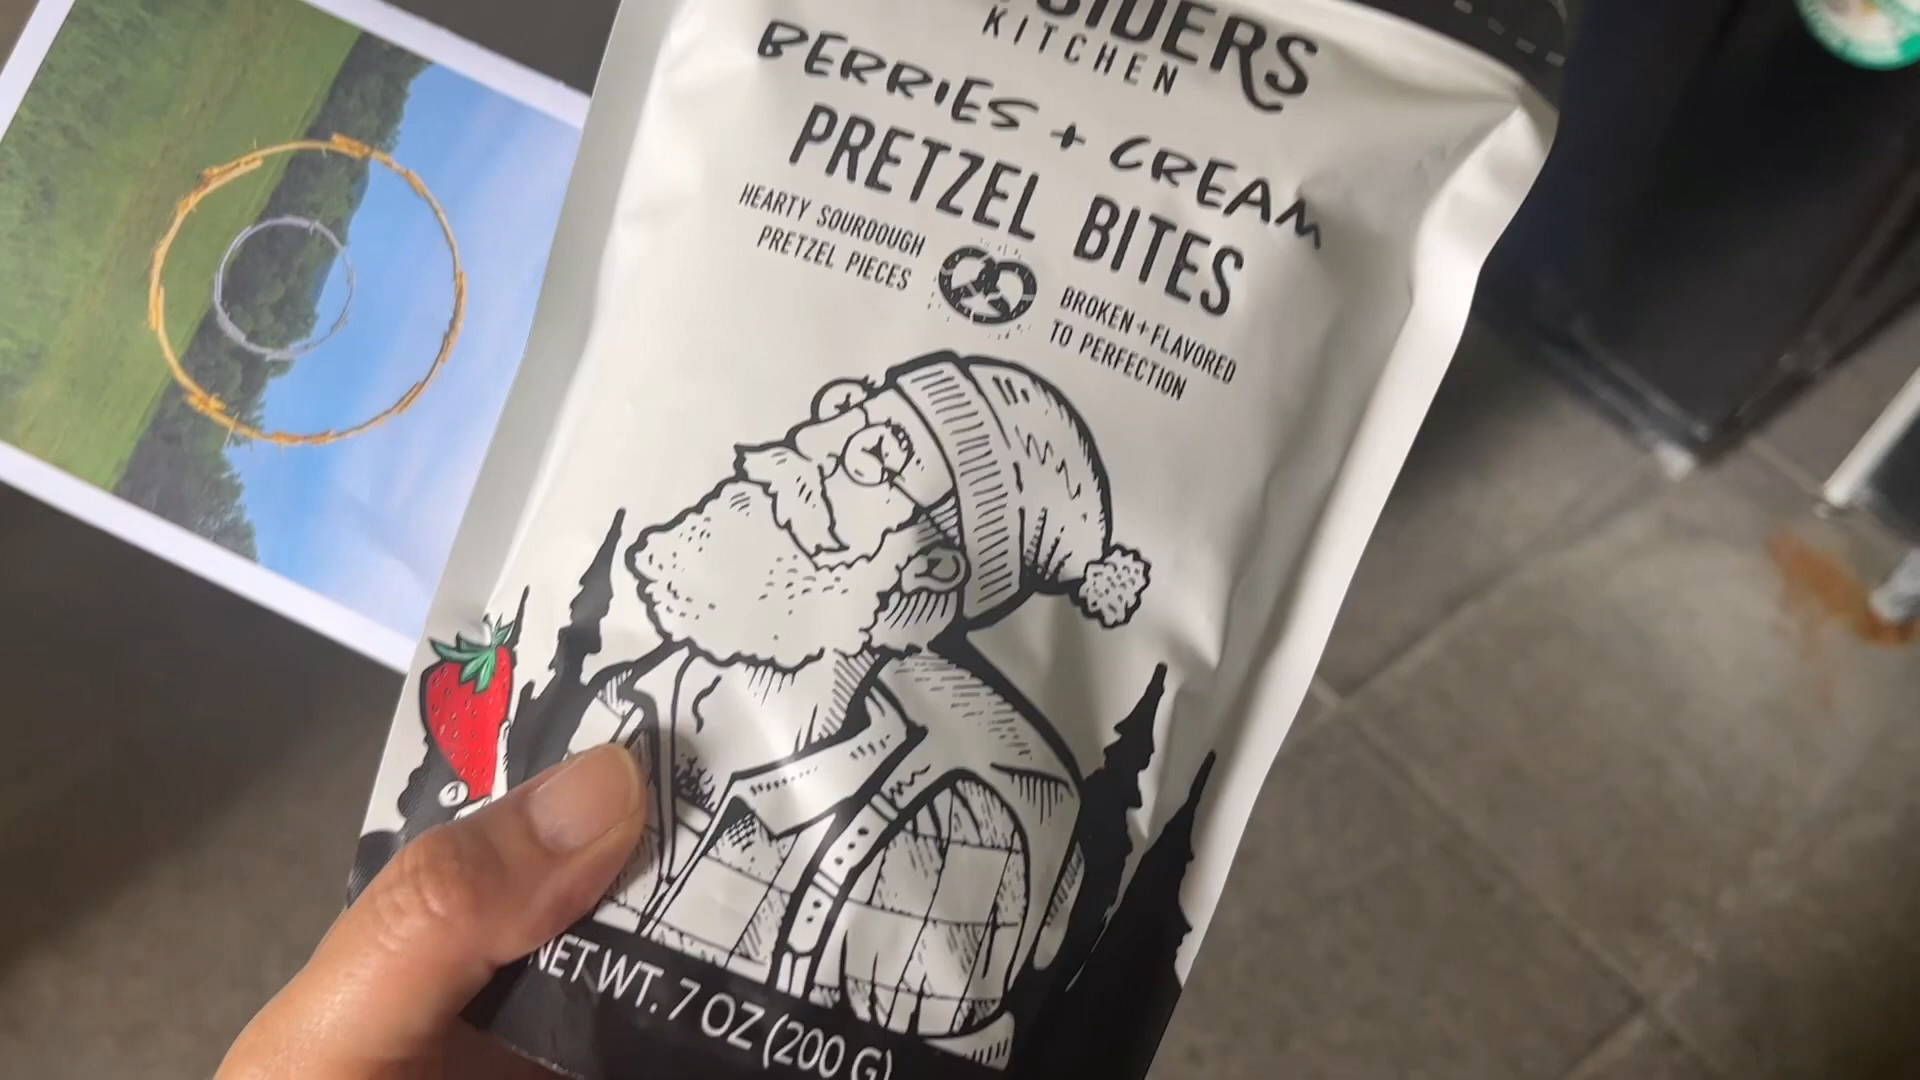 KITCHEN
BERRIES + CREAM
PRETZEL BITES
HEARTY SOURDOUGH
PRETZEL PIECES
BROKEN+FLAVORED
TO PERFECTION
NET WT. 7 OZ (200 G)